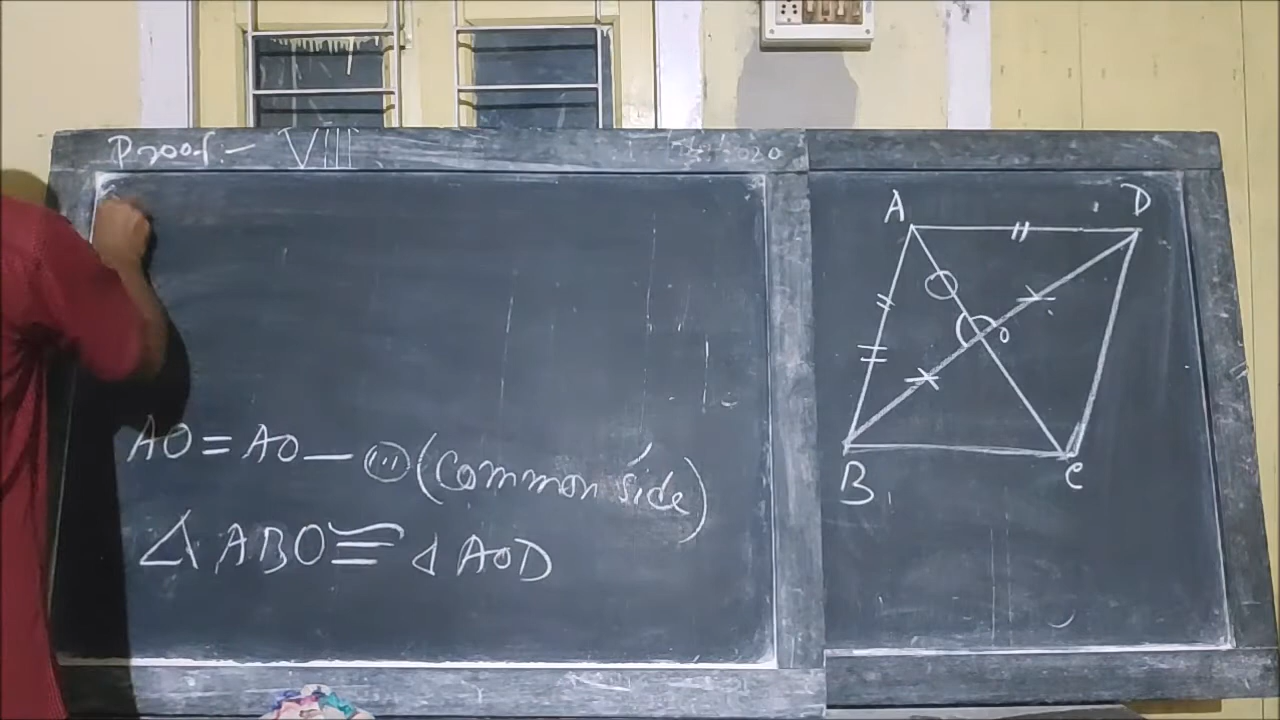 Proof:- VIII
AO = AO — (iii) (Common side)
△ ABO ≅ △ AOD
A
D
O
B
C